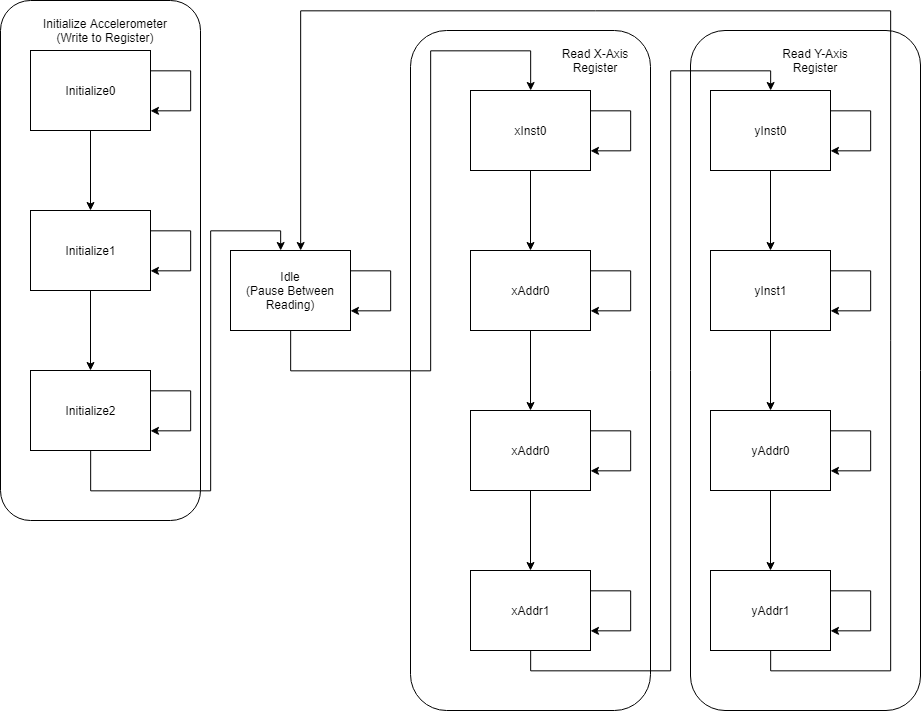 Initialize Accelerometer
(Write to Register)
Initialize0
Initialize1
Initialize2
Idle
(Pause Between
Reading)
Read X-Axis
Register
xInst0
xAddr0
xAddr0
xAddr1
Read Y-Axis
Register
yInst0
yInst1
yAddr0
yAddr1